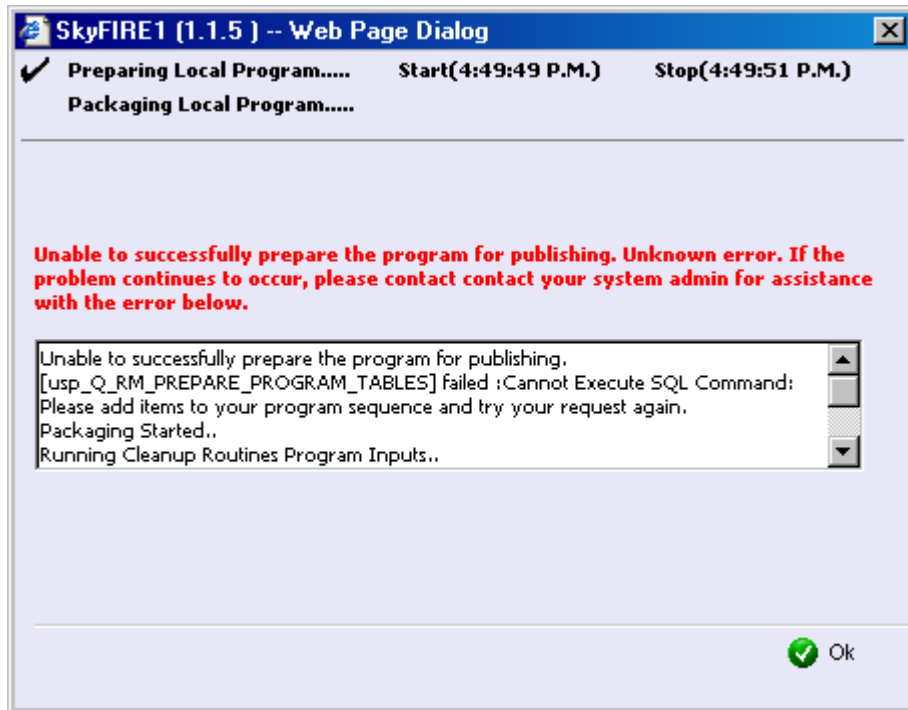 SkyFIRE1 (1.1.5 ) -- Web Page Dialog
Preparing Local Program..... Start(4:49:49 P.M.) Stop(4:49:51 P.M.)
Packaging Local Program.....
Unable to successfully prepare the program for publishing. Unknown error. If the
problem continues to occur, please contact contact your system admin for assistance
with the error below.
Unable to successfully prepare the program for publishing.
[usp_Q_RM_PREPARE_PROGRAM_TABLES] failed :Cannot Execute SQL Command:
Please add items to your program sequence and try your request again.
Packaging Started..
Running Cleanup Routines Program Inputs..
Ok